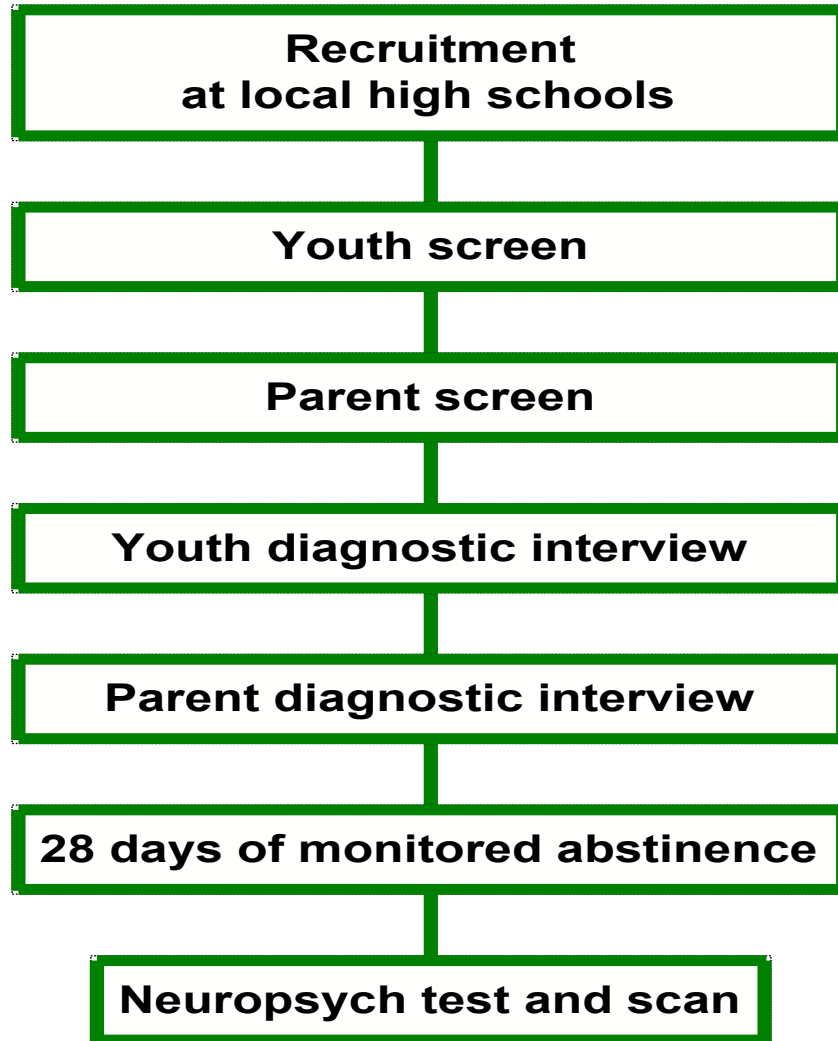 Recruitment
at local high schools
Youth screen
Parent screen
Youth diagnostic interview
Parent diagnostic interview
28 days of monitored abstinence
Neuropsych test and scan